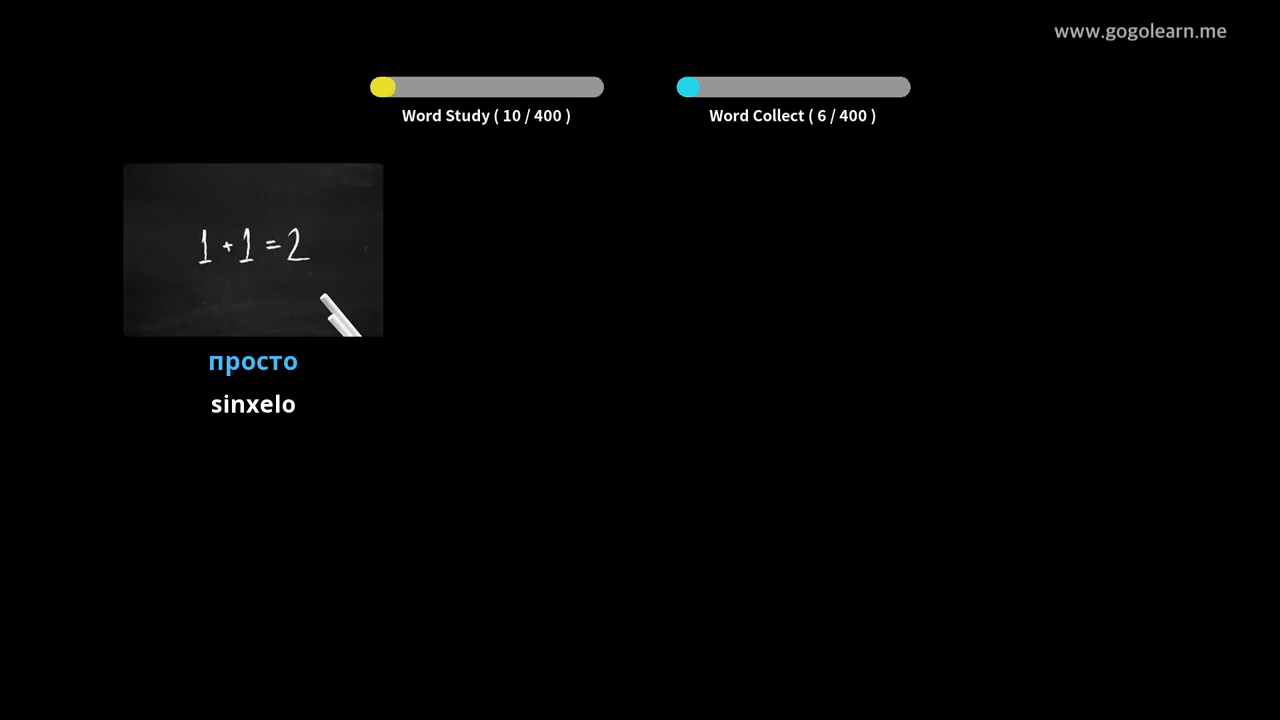 www.gogolearn.me
Word Study ( 10 / 400 )
Word Collect ( 6 / 400 )
1 + 1 = 2
просто
sinxelo